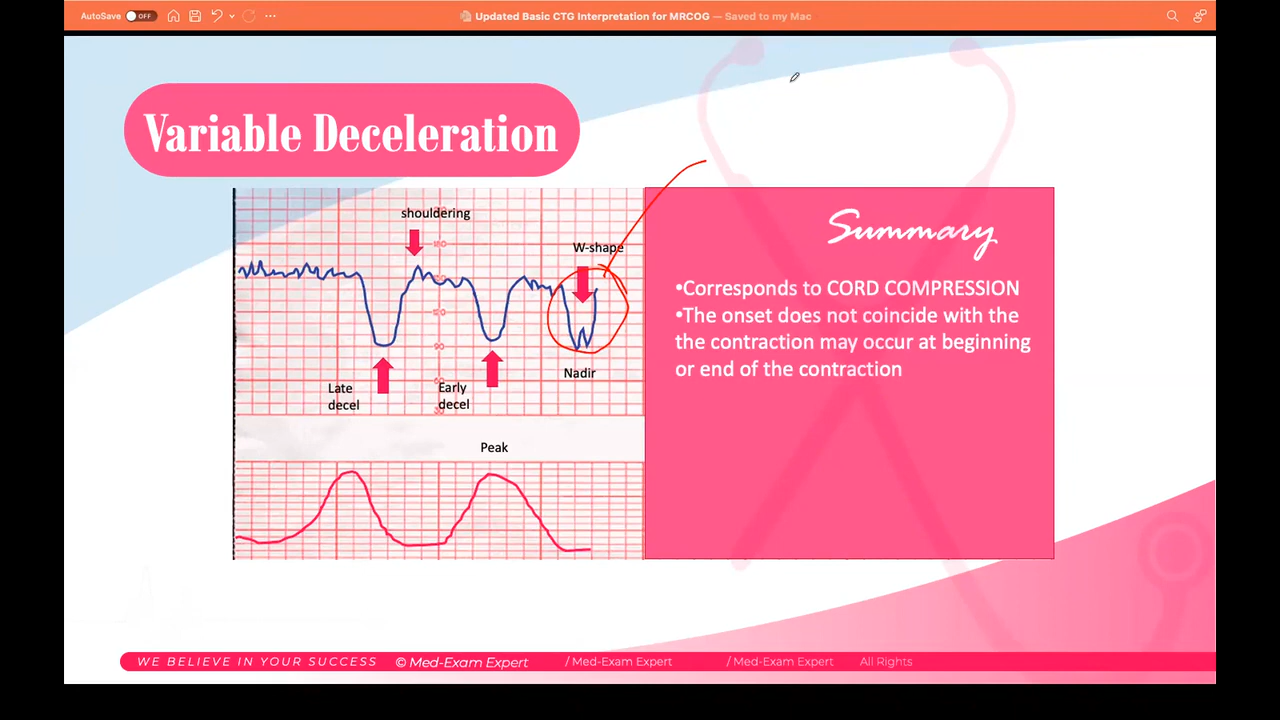 AutoSave OFF
Updated Basic CTG Interpretation for MRCOG — Saved to my Mac
Variable Deceleration
shouldering
W-shape
180
90
Late
decel
Early
decel
Nadir
Peak
Summary
•Corresponds to CORD COMPRESSION
•The onset does not coincide with the
the contraction may occur at beginning
or end of the contraction
WE BELIEVE IN YOUR SUCCESS © Med-Exam Expert / Med-Exam Expert / Med-Exam Expert All Rights